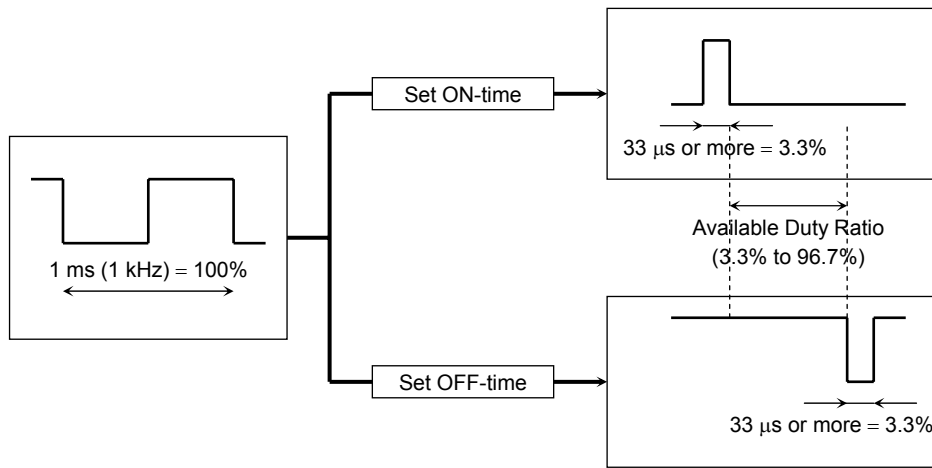 Set ON-time
33 μs or more = 3.3%
1 ms (1 kHz) = 100%
Available Duty Ratio
(3.3% to 96.7%)
Set OFF-time
33 μs or more = 3.3%